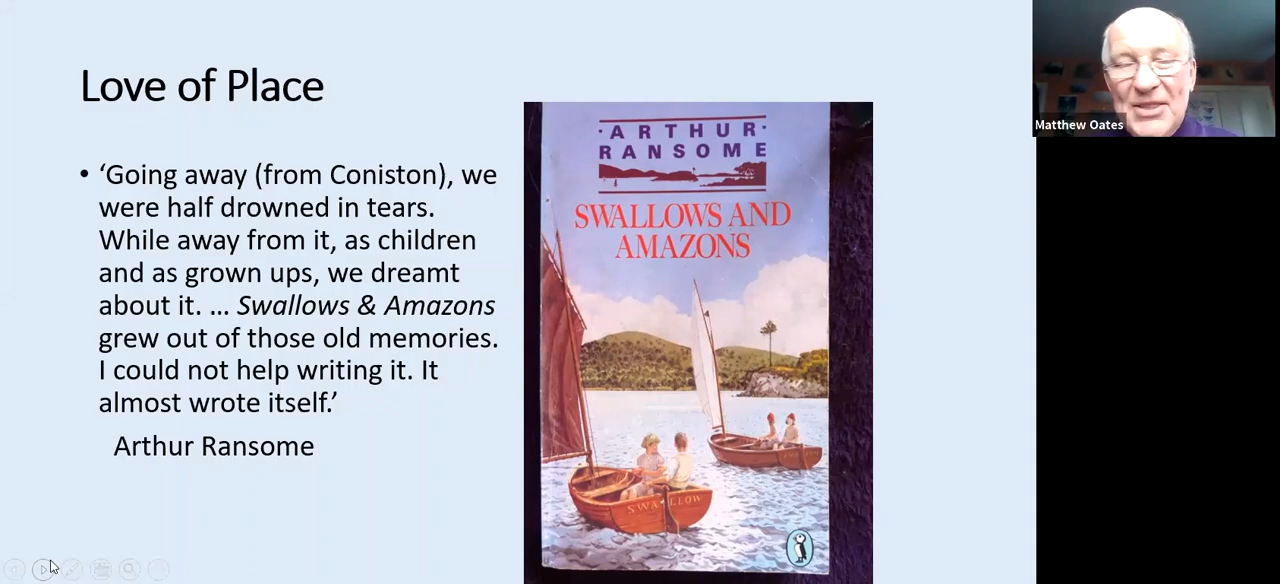 Love of Place
• ‘Going away (from Coniston), we
were half drowned in tears.
While away from it, as children
and as grown ups, we dreamt
about it. ... Swallows & Amazons
grew out of those old memories.
I could not help writing it. It
almost wrote itself.’
Arthur Ransome
·ARTHUR·
RANSOME
SWALLOWS AND
AMAZONS
AMAZON
SWALLOW
Matthew Oates